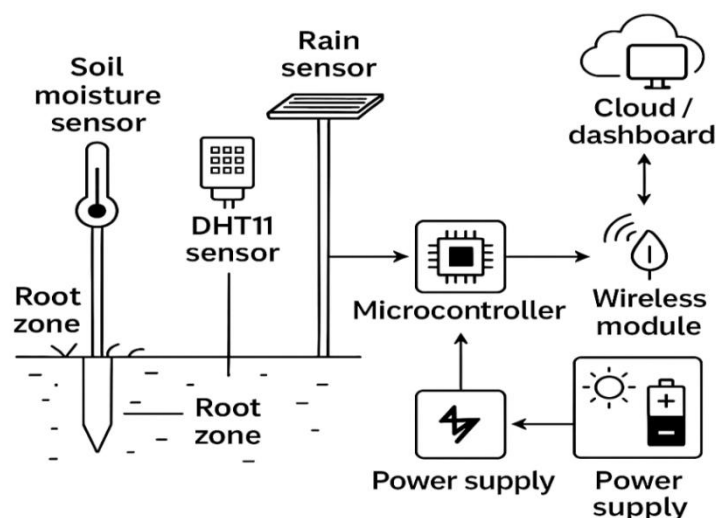 Rain
sensor
Soil
moisture
sensor
Cloud /
dashboard
DHT11
sensor
Root
zone
Microcontroller
Wireless
module
Root
zone
Power supply
Power
supply